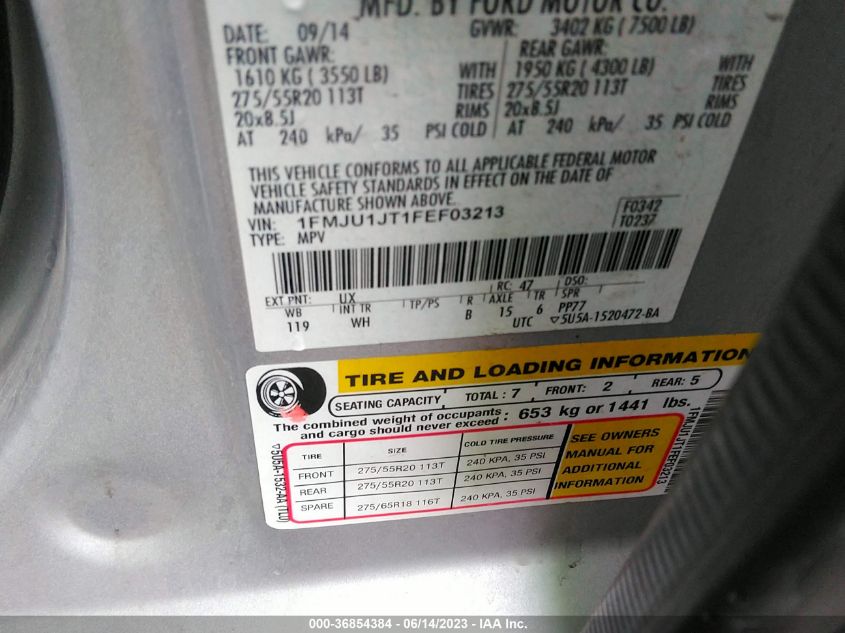 MFD. BY FORD MOTOR CO.
DATE: 09/14 GVWR: 3402 KG ( 7500 LB)
FRONT GAWR: REAR GAWR:
1610 KG ( 3550 LB) WITH 1950 KG ( 4300 LB) WITH
275/55R20 113T TIRES 275/55R20 113T TIRES
20x8.5J RIMS 20x8.5J RIMS
AT 240 kPa/ 35 PSI COLD AT 240 kPa/ 35 PSI COLD
THIS VEHICLE CONFORMS TO ALL APPLICABLE FEDERAL MOTOR
VEHICLE SAFETY STANDARDS IN EFFECT ON THE DATE OF
MANUFACTURE SHOWN ABOVE.
VIN: 1FMJU1JT1FEF03213
TYPE: MPV
F0342
T0237
EXT PNT: UX RC: 47 DSO:
WB INT TR TP/PS R AXLE TR SPR
119 WH B 15 6 PP77
UTC ▽5U5A-1520472-BA
TIRE AND LOADING INFORMATION
SEATING CAPACITY TOTAL : 7 FRONT: 2 REAR: 5
The combined weight of occupants : 653 kg or 1441 lbs.
and cargo should never exceed
TIRE SIZE COLD TIRE PRESSURE
FRONT 275/55R20 113T 240 KPA, 35 PSI
REAR 275/55R20 113T 240 KPA, 35 PSI
SPARE 275/65R18 116T 240 KPA, 35 PSI
SEE OWNERS
MANUAL FOR
ADDITIONAL
INFORMATION
▽5U5A-1532-AA (TLU)
1FMJU1JT1FEF03213
000-36854384 - 06/14/2023 - IAA Inc.